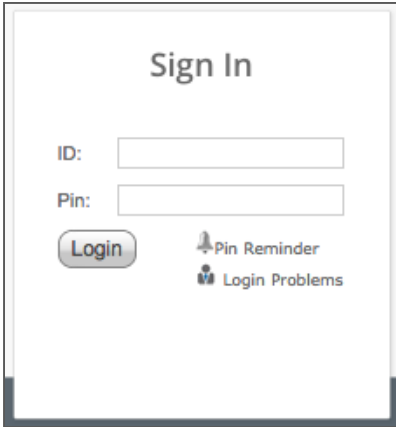 Sign In
ID:
Pin:
Login
Pin Reminder
Login Problems